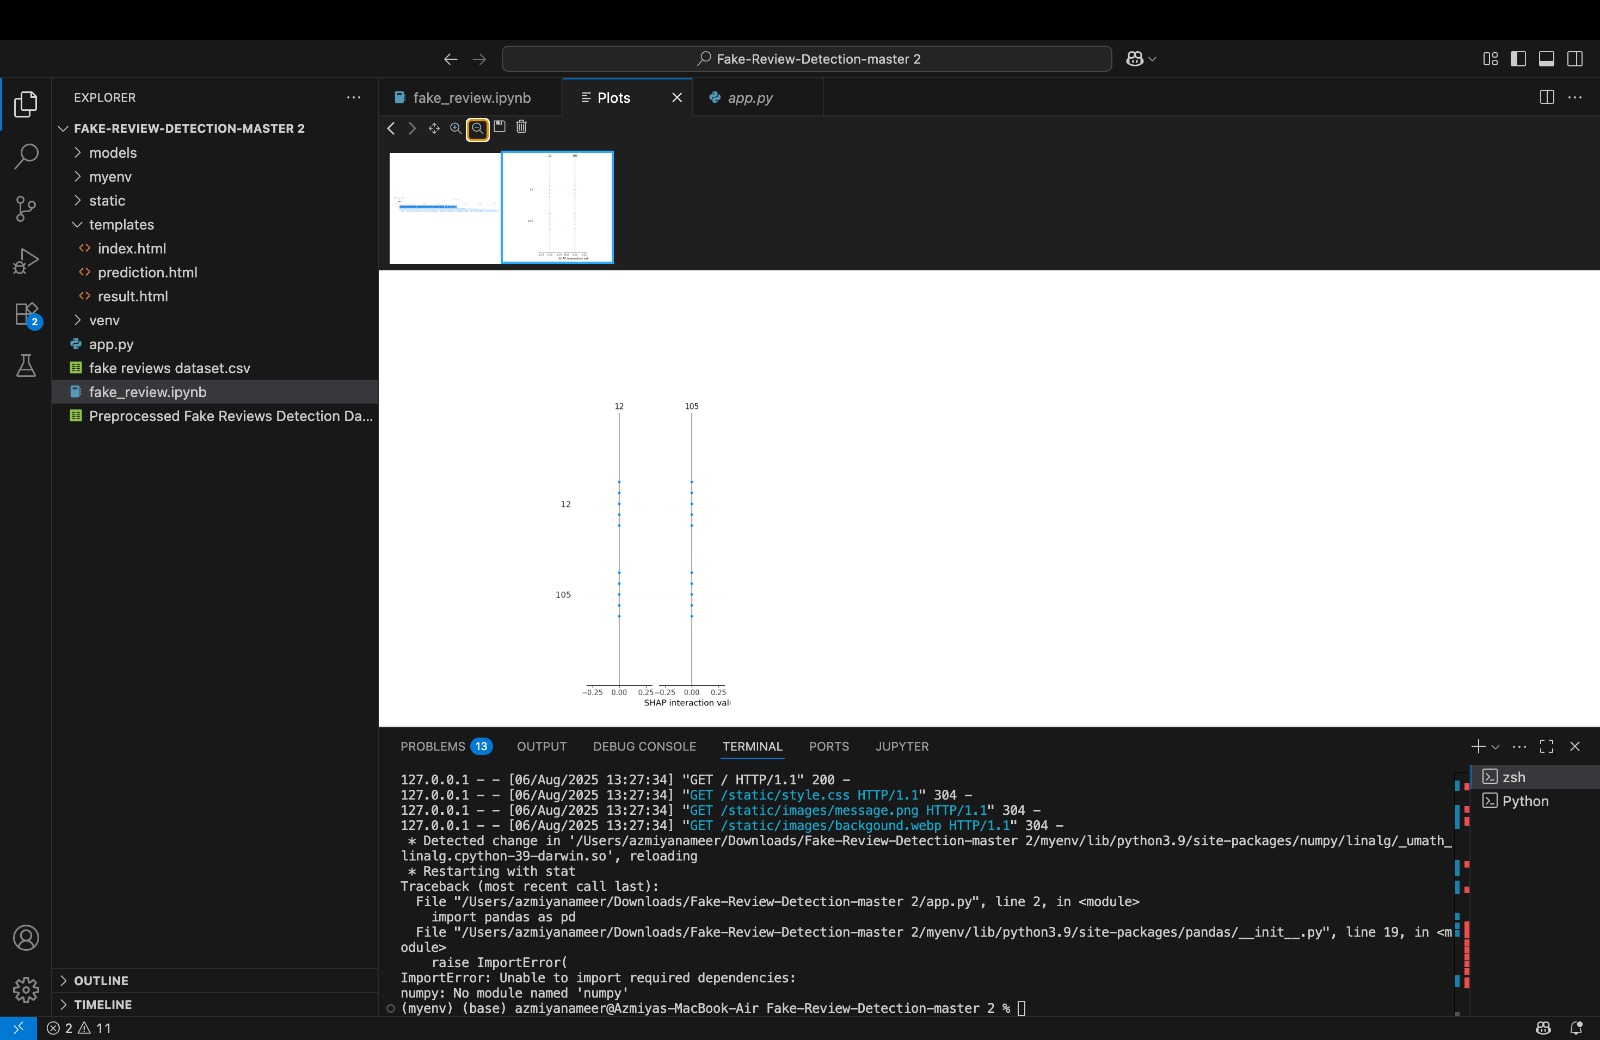 Fake-Review-Detection-master 2
EXPLORER
fake_review.ipynb
Plots
app.py
FAKE-REVIEW-DETECTION-MASTER 2
models
myenv
static
templates
index.html
prediction.html
result.html
venv
app.py
fake reviews dataset.csv
fake_review.ipynb
Preprocessed Fake Reviews Detection Da...
2
12 105
12
105
−0.25 0.00 0.25 −0.25 0.00 0.25
SHAP interaction val
PROBLEMS 13 OUTPUT DEBUG CONSOLE TERMINAL PORTS JUPYTER
127.0.0.1 - - [06/Aug/2025 13:27:34] "GET / HTTP/1.1" 200 -
127.0.0.1 - - [06/Aug/2025 13:27:34] "GET /static/style.css HTTP/1.1" 304 -
127.0.0.1 - - [06/Aug/2025 13:27:34] "GET /static/images/message.png HTTP/1.1" 304 -
127.0.0.1 - - [06/Aug/2025 13:27:34] "GET /static/images/backgound.webp HTTP/1.1" 304 -
* Detected change in '/Users/azmiyanameer/Downloads/Fake-Review-Detection-master 2/myenv/lib/python3.9/site-packages/numpy/linalg/_umath_
linalg.cpython-39-darwin.so', reloading
* Restarting with stat
Traceback (most recent call last):
File "/Users/azmiyanameer/Downloads/Fake-Review-Detection-master 2/app.py", line 2, in <module>
import pandas as pd
File "/Users/azmiyanameer/Downloads/Fake-Review-Detection-master 2/myenv/lib/python3.9/site-packages/pandas/__init__.py", line 19, in <m
odule>
raise ImportError(
ImportError: Unable to import required dependencies:
numpy: No module named 'numpy'
(myenv) (base) azmiyanameer@Azmiyas-MacBook-Air Fake-Review-Detection-master 2 %
zsh
Python
OUTLINE
TIMELINE
2 11